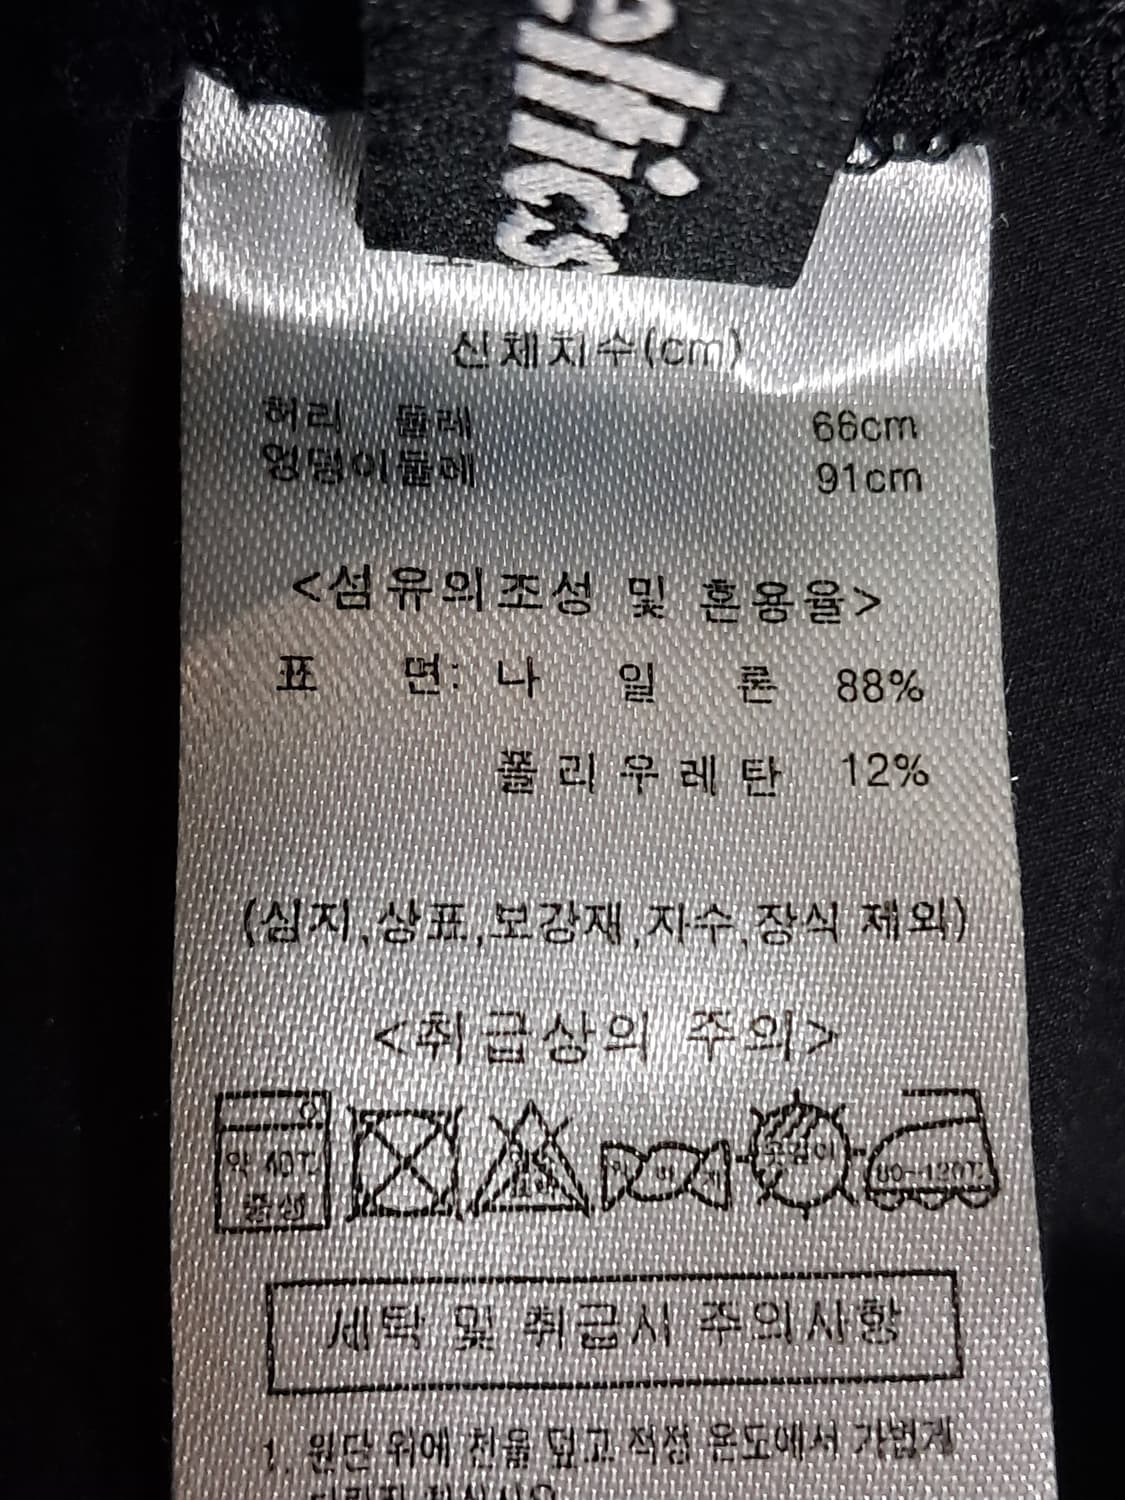 eltics
신체치수(cm)
허리 둘레 66cm
엉덩이둘레 91cm
<섬유의조성 및 혼용율>
표 면: 나 일 론 88%
폴리우레탄 12%
(심지,상표,보강재,자수,장식 제외)
<취급상의 주의>
약 40℃ 중성
80~120℃
세탁 및 취급시 주의사항
1. 원단 위에 천을 덮고 적정 온도에서 가볍게